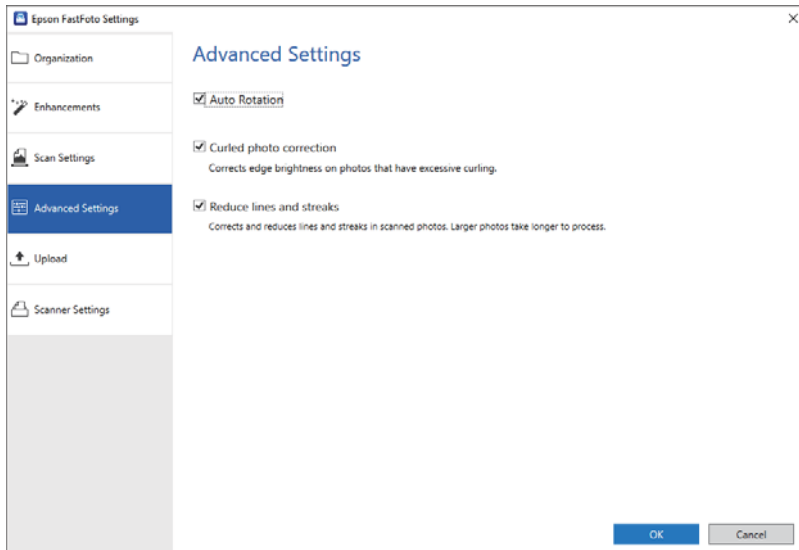 Epson FastFoto Settings
Organization
Enhancements
Scan Settings
Advanced Settings
Upload
Scanner Settings
Advanced Settings
Auto Rotation
Curled photo correction
Corrects edge brightness on photos that have excessive curling.
Reduce lines and streaks
Corrects and reduces lines and streaks in scanned photos. Larger photos take longer to process.
OK
Cancel